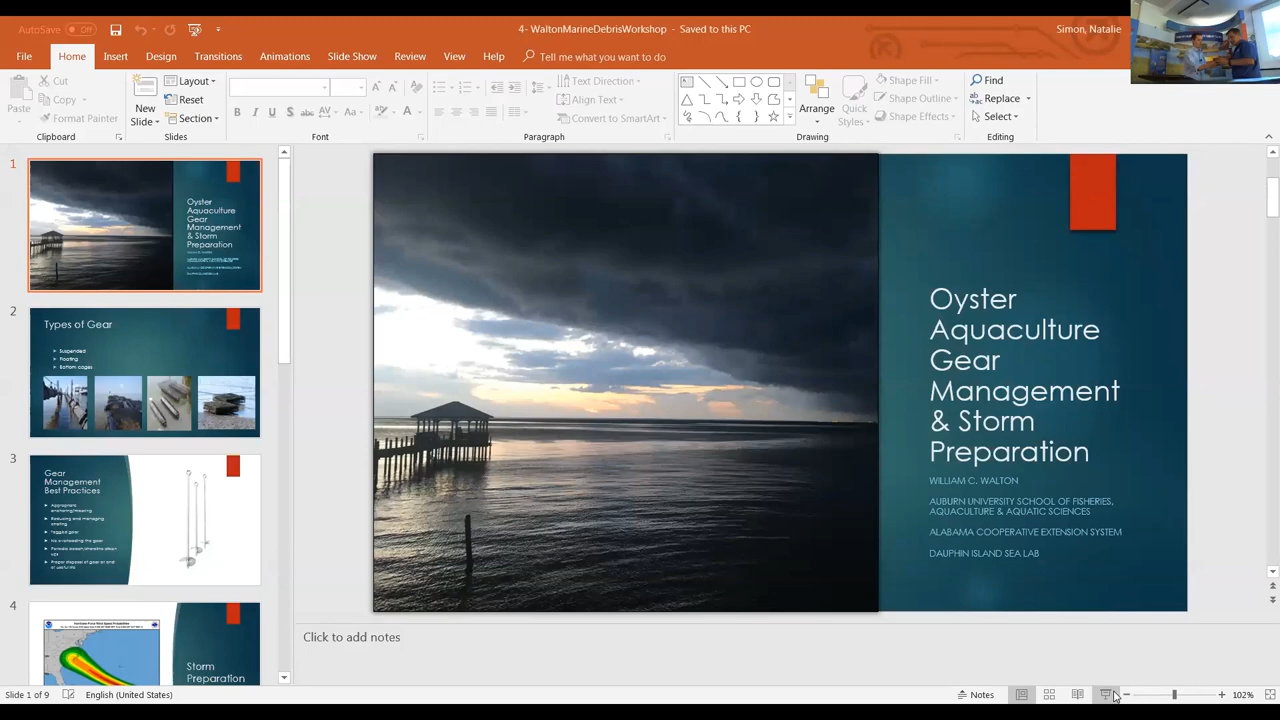 AutoSave Off
4- WaltonMarineDebrisWorkshop - Saved to this PC
Simon, Natalie
File Home Insert Design Transitions Animations Slide Show Review View Help Tell me what you want to do
Paste
Cut
Copy
Format Painter
Clipboard
New Slide
Layout
Reset
Section
Slides
Font
Text Direction
Align Text
Convert to SmartArt
Paragraph
Arrange
Quick Styles
Shape Fill
Shape Outline
Shape Effects
Drawing
Find
Replace
Select
Editing
1
Oyster
Aquaculture
Gear
Management
& Storm
Preparation
2
Types of Gear
Suspended
Floating
Bottom cages
3
Gear
Management
Best Practices
4
Storm
Preparation
Oyster
Aquaculture
Gear
Management
& Storm
Preparation
WILLIAM C. WALTON
AUBURN UNIVERSITY SCHOOL OF FISHERIES,
AQUACULTURE & AQUATIC SCIENCES
ALABAMA COOPERATIVE EXTENSION SYSTEM
DAUPHIN ISLAND SEA LAB
Click to add notes
Slide 1 of 9
English (United States)
Notes
102%